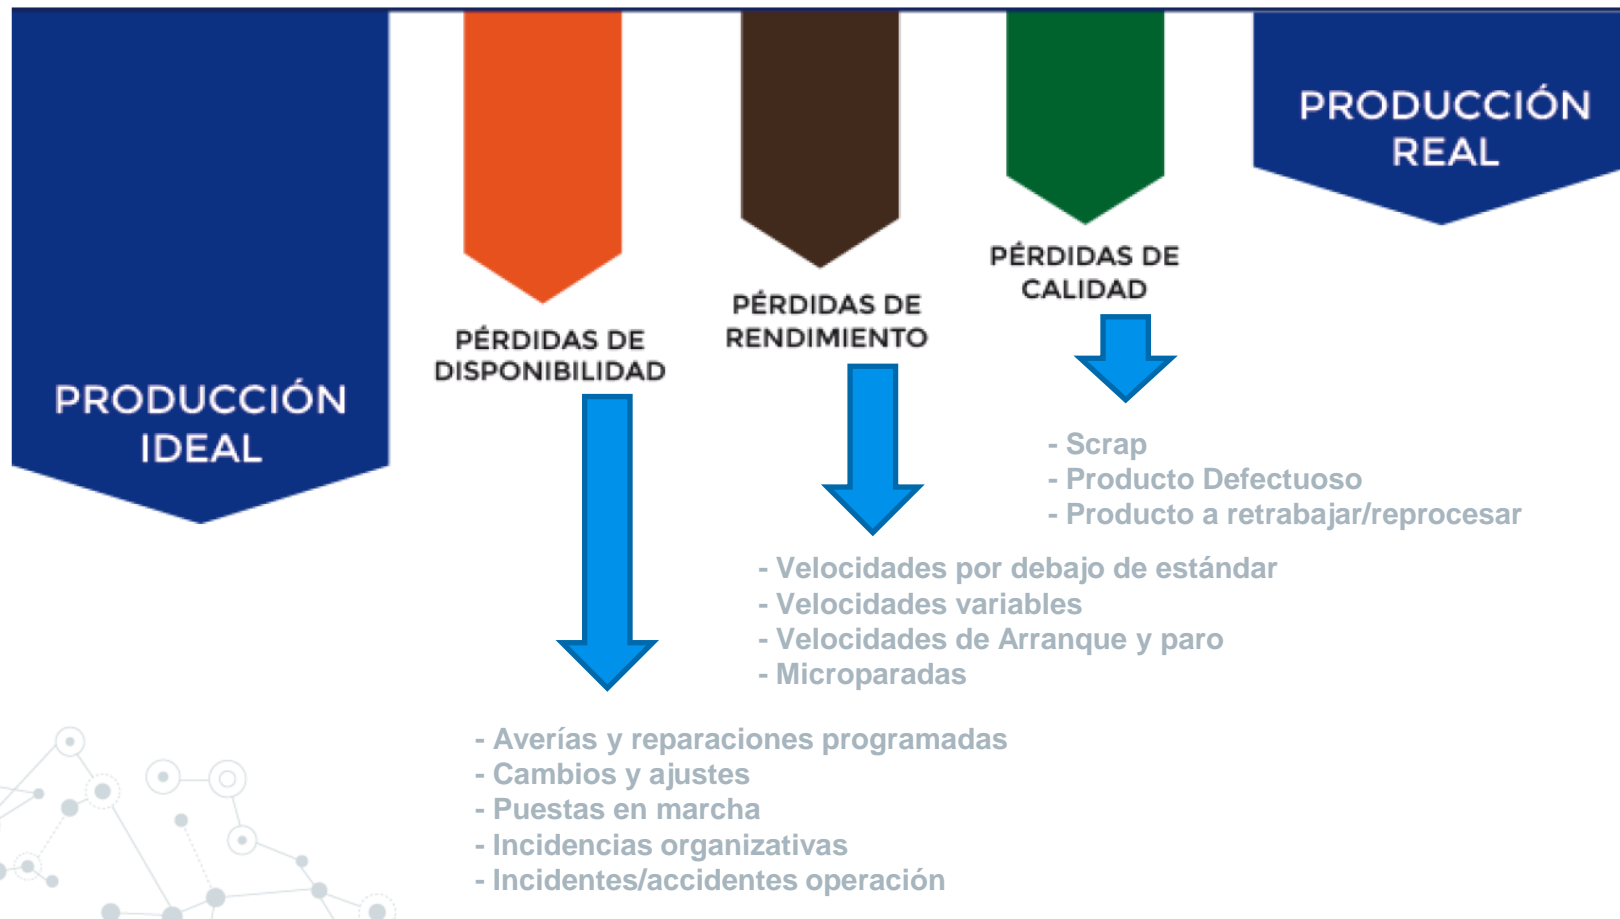 PRODUCCIÓN
IDEAL
PÉRDIDAS DE
DISPONIBILIDAD
- Averías y reparaciones programadas
- Cambios y ajustes
- Puestas en marcha
- Incidencias organizativas
- Incidentes/accidentes operación
PÉRDIDAS DE
RENDIMIENTO
- Velocidades por debajo de estándar
- Velocidades variables
- Velocidades de Arranque y paro
- Microparadas
PÉRDIDAS DE
CALIDAD
- Scrap
- Producto Defectuoso
- Producto a retrabajar/reprocesar
PRODUCCIÓN
REAL